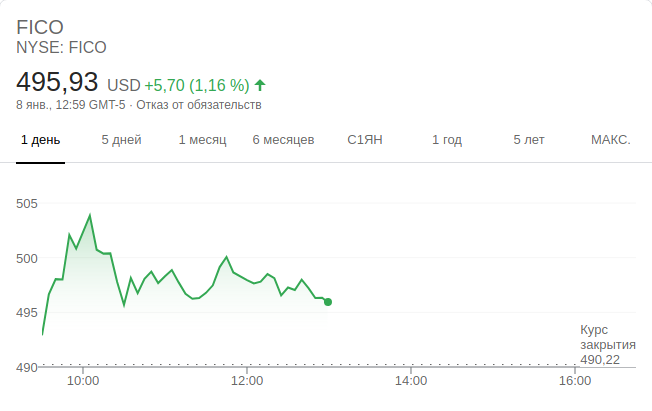 FICO
NYSE: FICO
495,93 USD +5,70 (1,16 %)
8 янв., 12:59 GMT-5 · Отказ от обязательств
1 день 5 дней 1 месяц 6 месяцев С1ЯН 1 год 5 лет МАКС.
505
500
495
490
Курс
закрытия
490,22
10:00 12:00 14:00 16:00